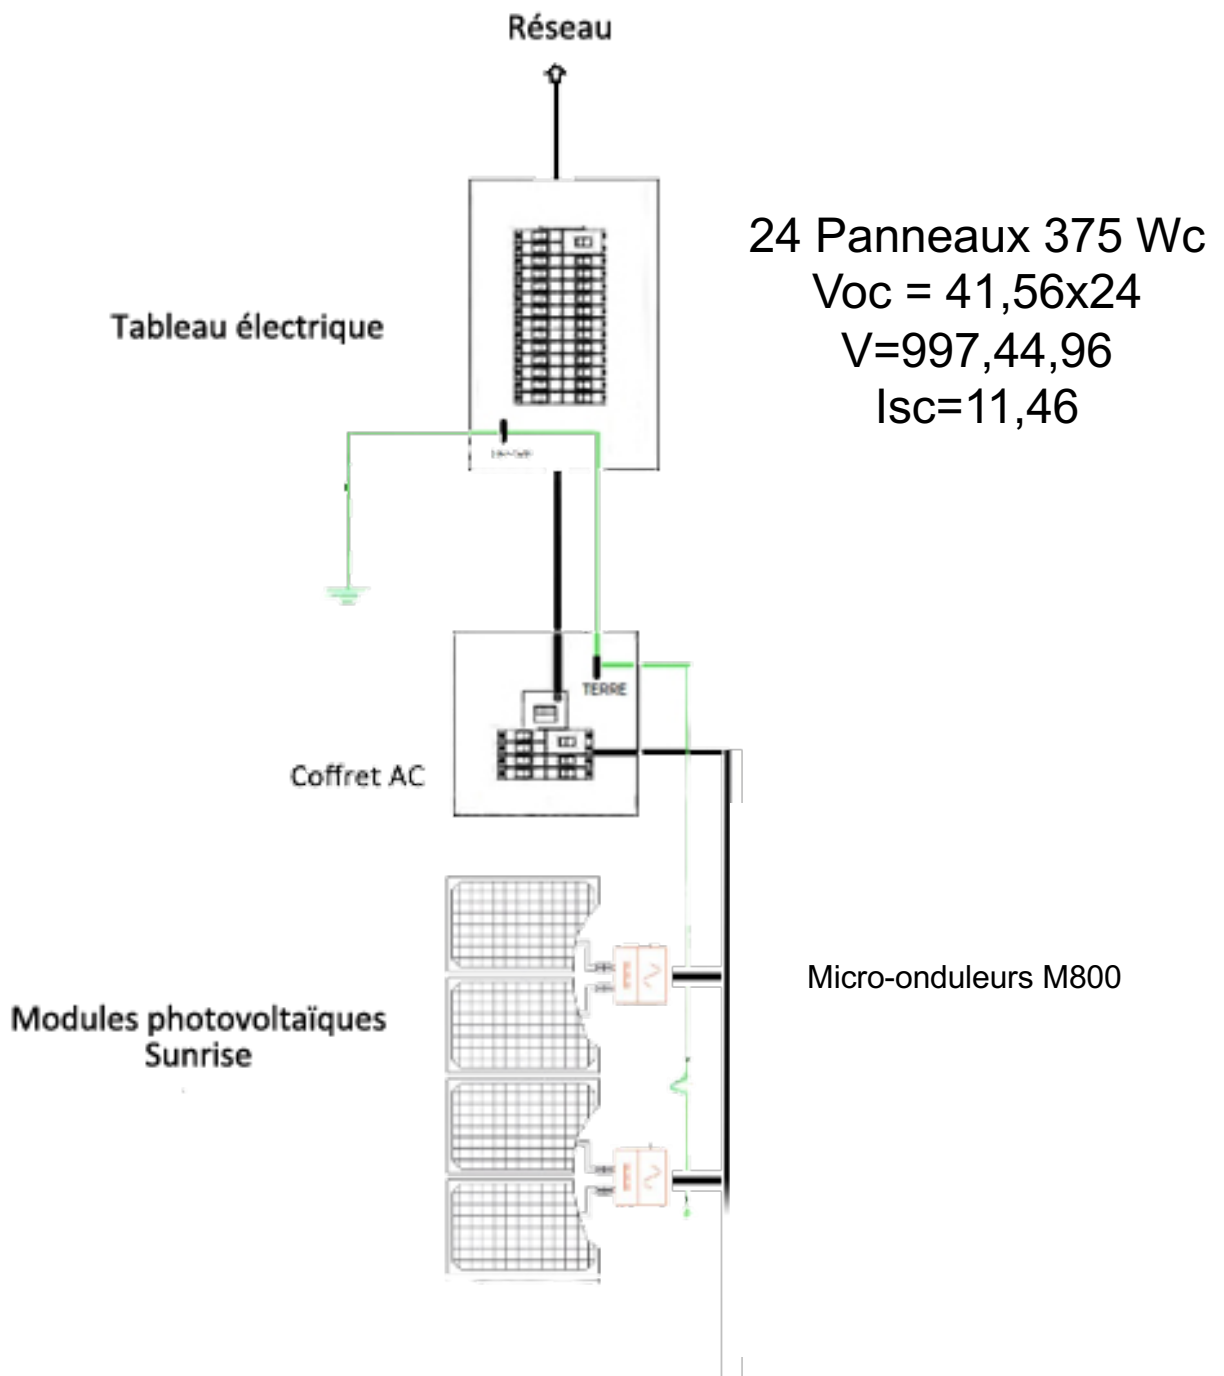 Réseau
24 Panneaux 375 Wc
Voc = 41,56x24
V=997,44,96
Isc=11,46
Tableau électrique
TERRE
Coffret AC
Micro-onduleurs M800
Modules photovoltaïques
Sunrise